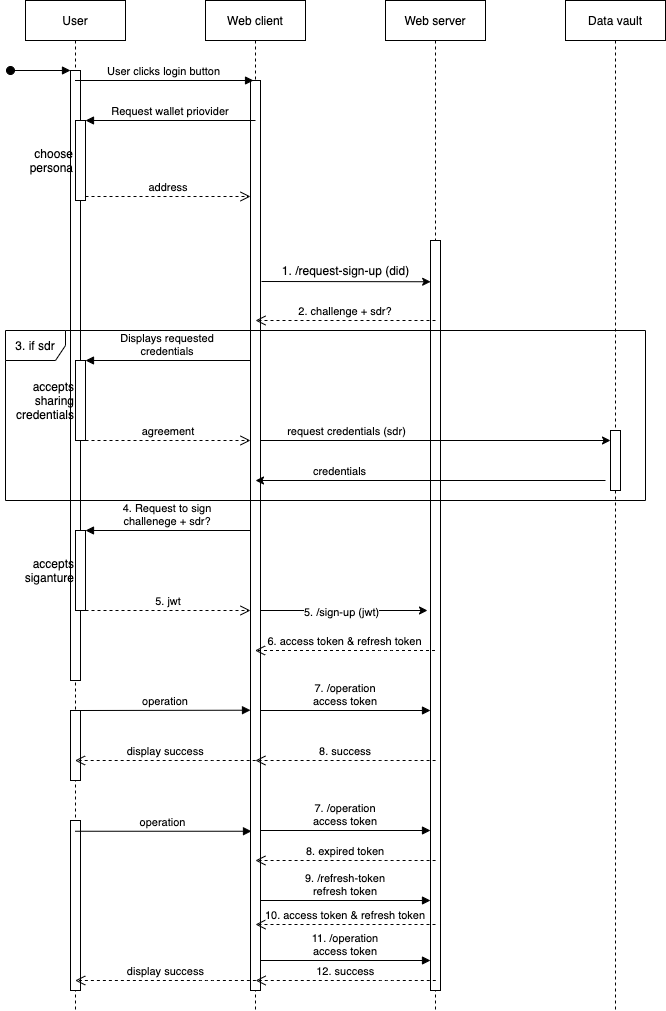 User
Web client
Web server
Data vault
User clicks login button
Request wallet priovider
choose
persona
address
1. /request-sign-up (did)
2. challenge + sdr?
3. if sdr
Displays requested
credentials
accepts
sharing
credentials
agreement
request credentials (sdr)
credentials
4. Request to sign
challenege + sdr?
accepts
siganture
5. jwt
5. /sign-up (jwt)
6. access token & refresh token
operation
7. /operation
access token
display success
8. success
operation
7. /operation
access token
8. expired token
9. /refresh-token
refresh token
10. access token & refresh token
11. /operation
access token
display success
12. success